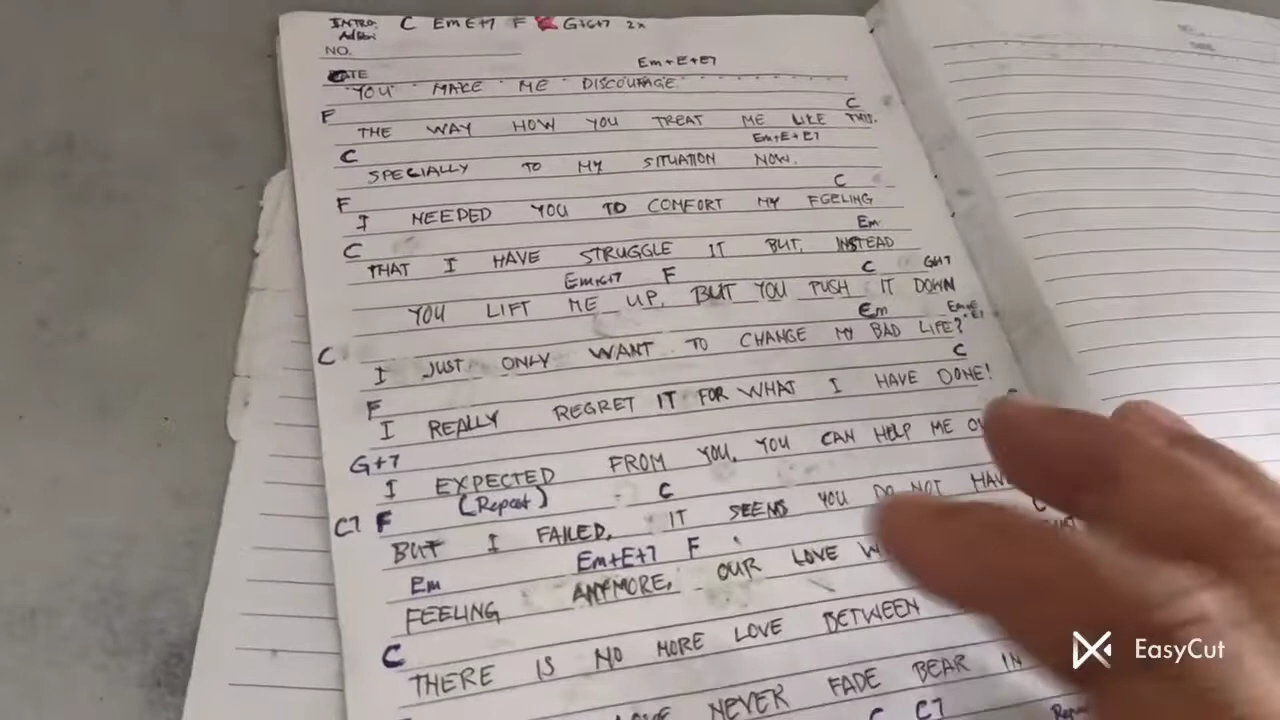 INTRO: C Em E+7 F G+G+7 2x
Adlib:
NO.
Em+E+E7
DATE
YOU MAKE ME DISCOURAGE
F C
THE WAY HOW YOU TREAT ME LIKE THIS.
C Em+E+E7
SPECIALLY TO MY SITUATION NOW.
F C
I NEEDED YOU TO COMFORT MY FEELING
C Em
THAT I HAVE STRUGGLE IT BUT, INSTEAD
F C G+7
YOU LIFT ME UP, BUT YOU PUSH IT DOWN
C Em
I JUST ONLY WANT TO CHANGE MY BAD LIFE?
F C
I REALLY REGRET IT FOR WHAT I HAVE DONE!
G+7
I EXPECTED FROM YOU, YOU CAN HELP ME
(Repeat)
C7 F C
BUT I FAILED, IT SEEMS YOU DO NOT
Em Em+E+7 F
FEELING ANYMORE, OUR LOVE
C
THERE IS NO MORE LOVE BETWEEN
NEVER FADE BEAR IN
C C7
EasyCut